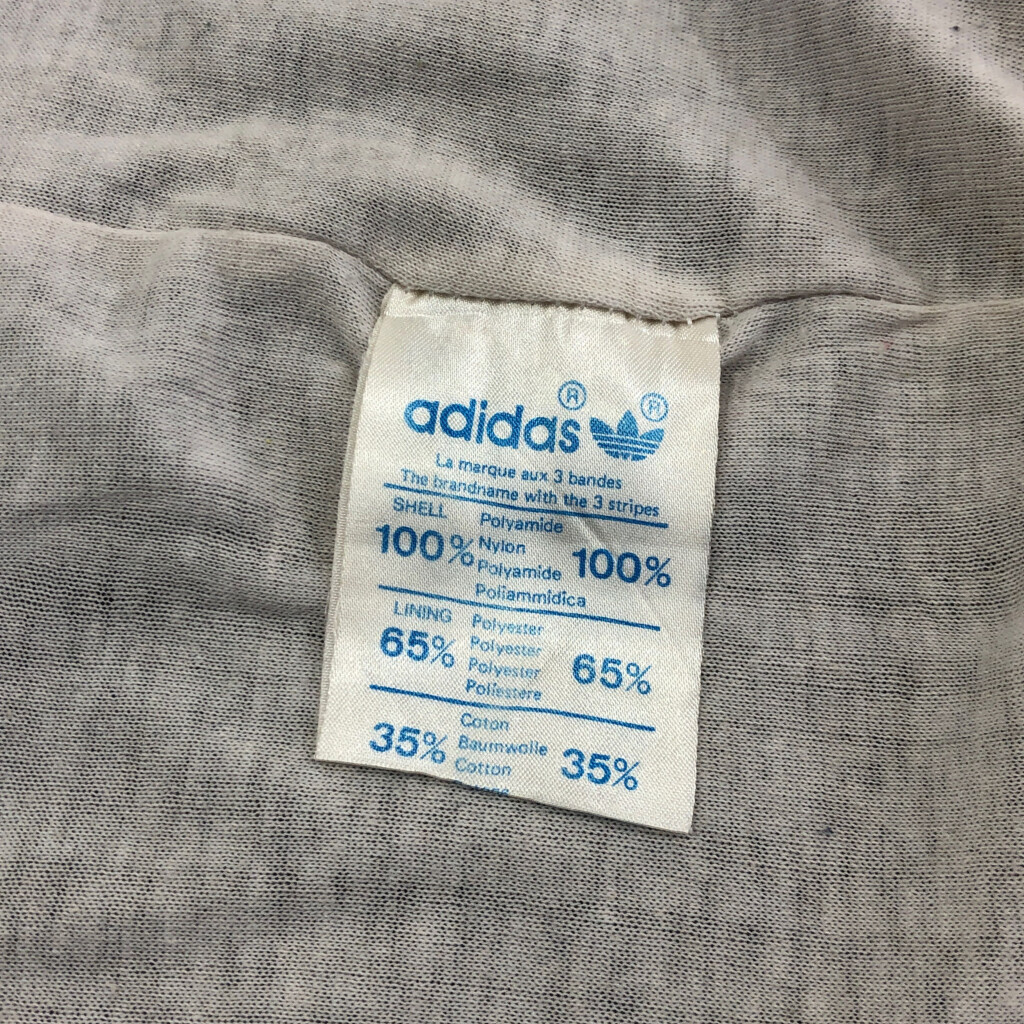 adidas ® ®
La marque aux 3 bandes
The brandname with the 3 stripes
SHELL Polyamide
100% Nylon 100%
Polyamide
Poliammidica
LINING Polyester
65% Polyester 65%
Polyester
Poliestere
Coton
35% Baumwolle 35%
Cotton